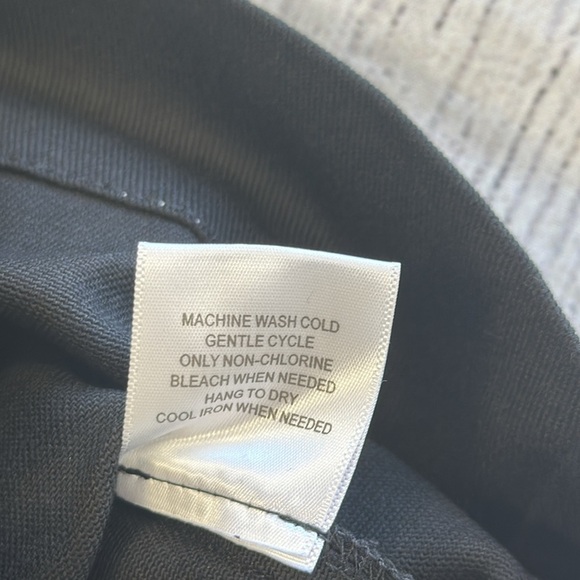 MACHINE WASH COLD
GENTLE CYCLE
ONLY NON-CHLORINE
BLEACH WHEN NEEDED
HANG TO DRY
COOL IRON WHEN NEEDED